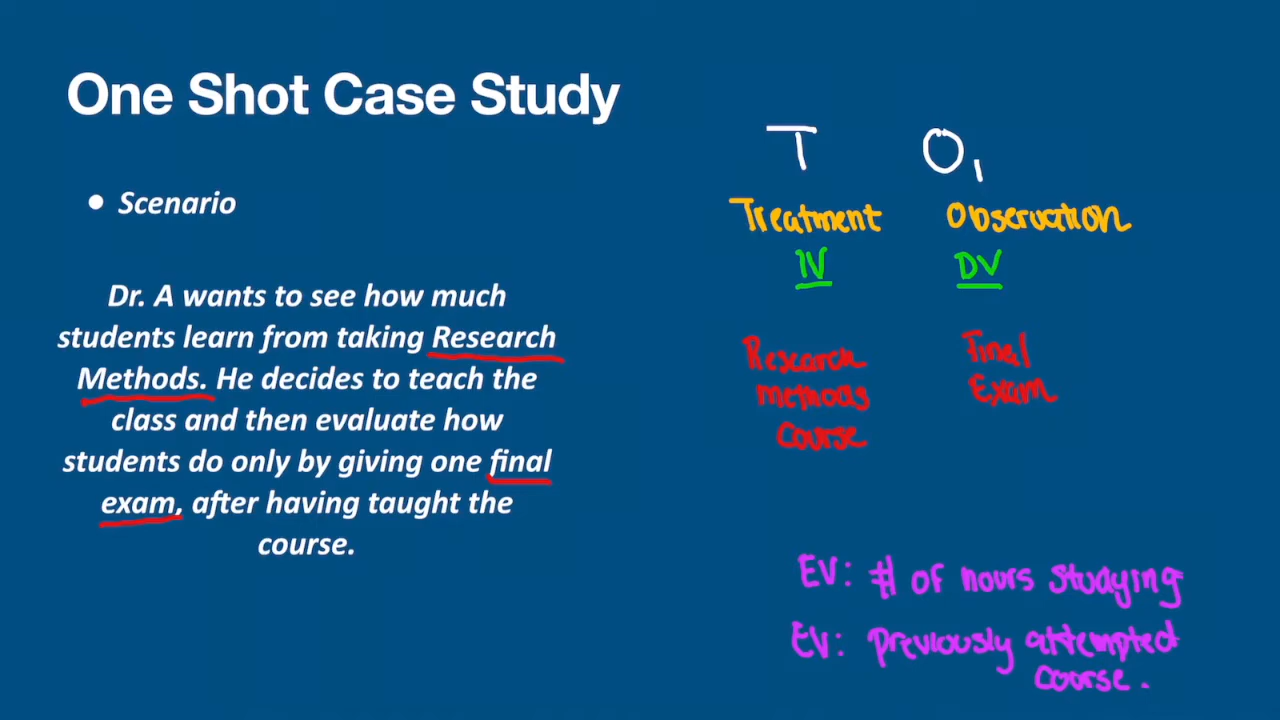 One Shot Case Study
• Scenario
Dr. A wants to see how much
students learn from taking Research
Methods. He decides to teach the
class and then evaluate how
students do only by giving one final
exam, after having taught the
course.
T O₁
Treatment Observation
IV DV
Research Final
methods Exam
course
EV: # of hours studying
EV: previously attempted
course.